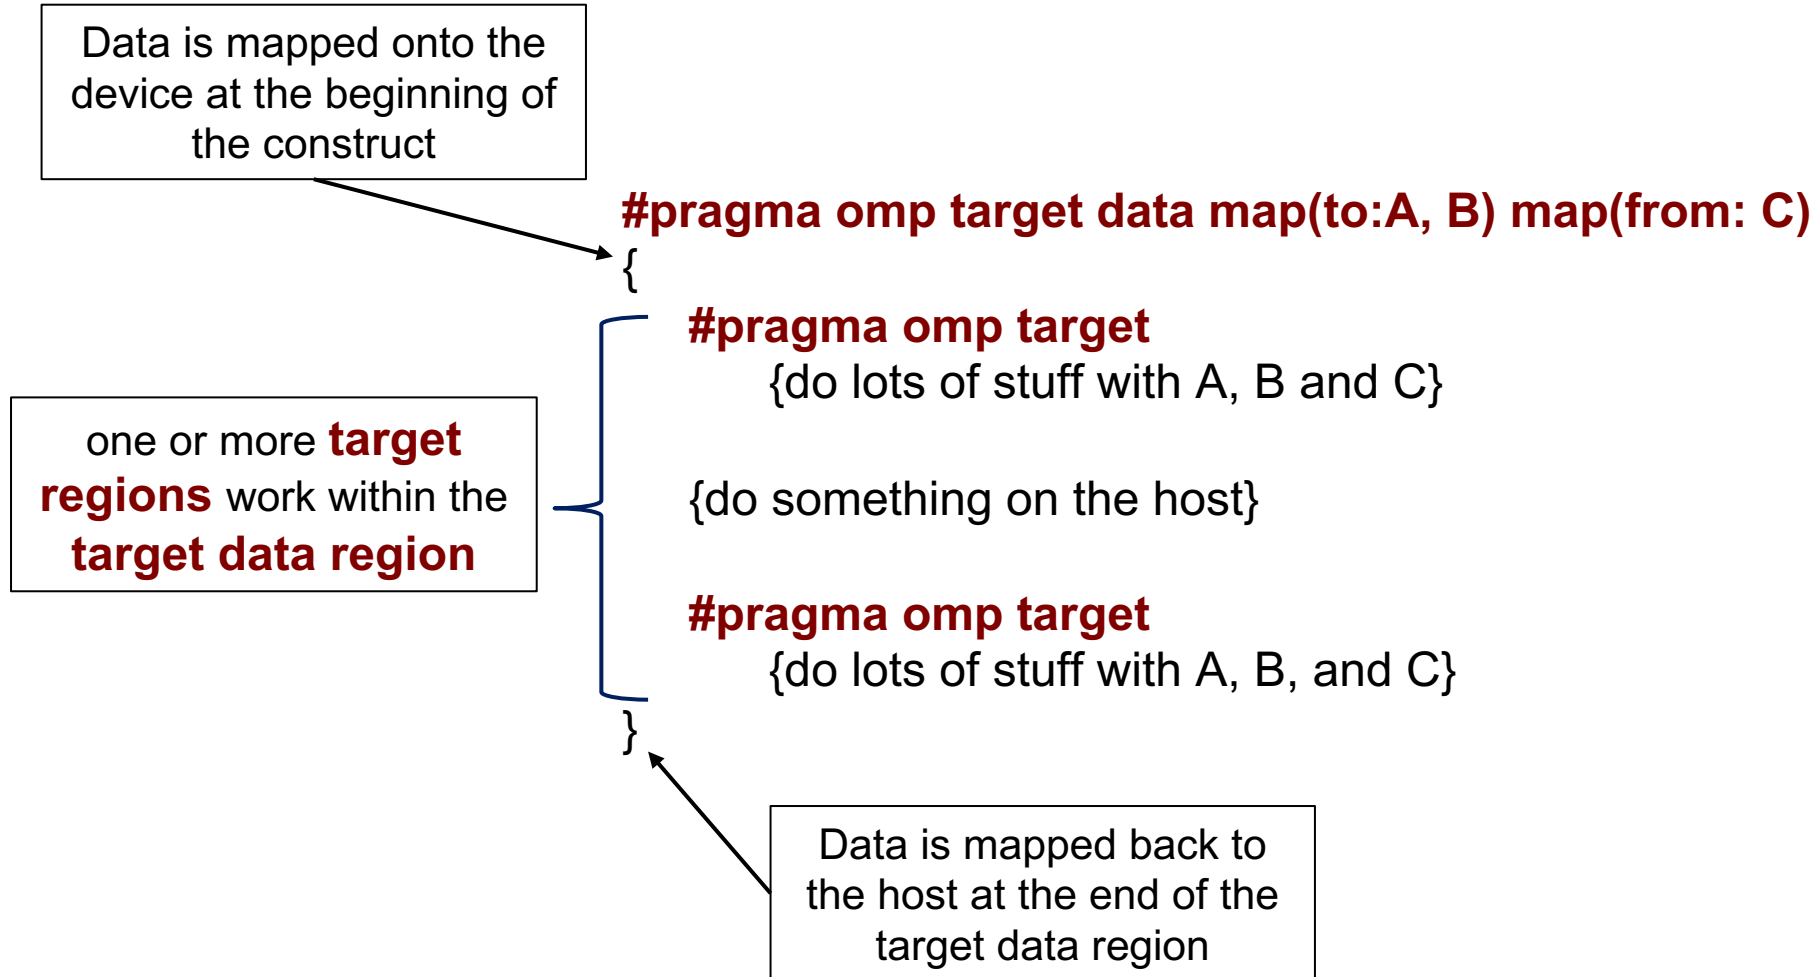 Data is mapped onto the
device at the beginning of
the construct
#pragma omp target data map(to:A, B) map(from: C)
{
#pragma omp target
{do lots of stuff with A, B and C}
one or more target
regions work within the
target data region
{do something on the host}
#pragma omp target
{do lots of stuff with A, B, and C}
}
Data is mapped back to
the host at the end of the
target data region